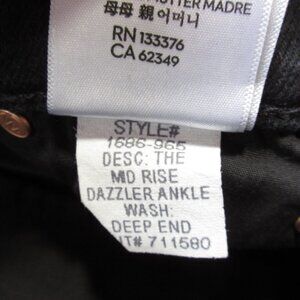 MUTTER MADRE
母母 親 어머니
RN 133376
CA 62349
STYLE#
1686-965
DESC: THE
MID RISE
DAZZLER ANKLE
WASH:
DEEP END
# 711580